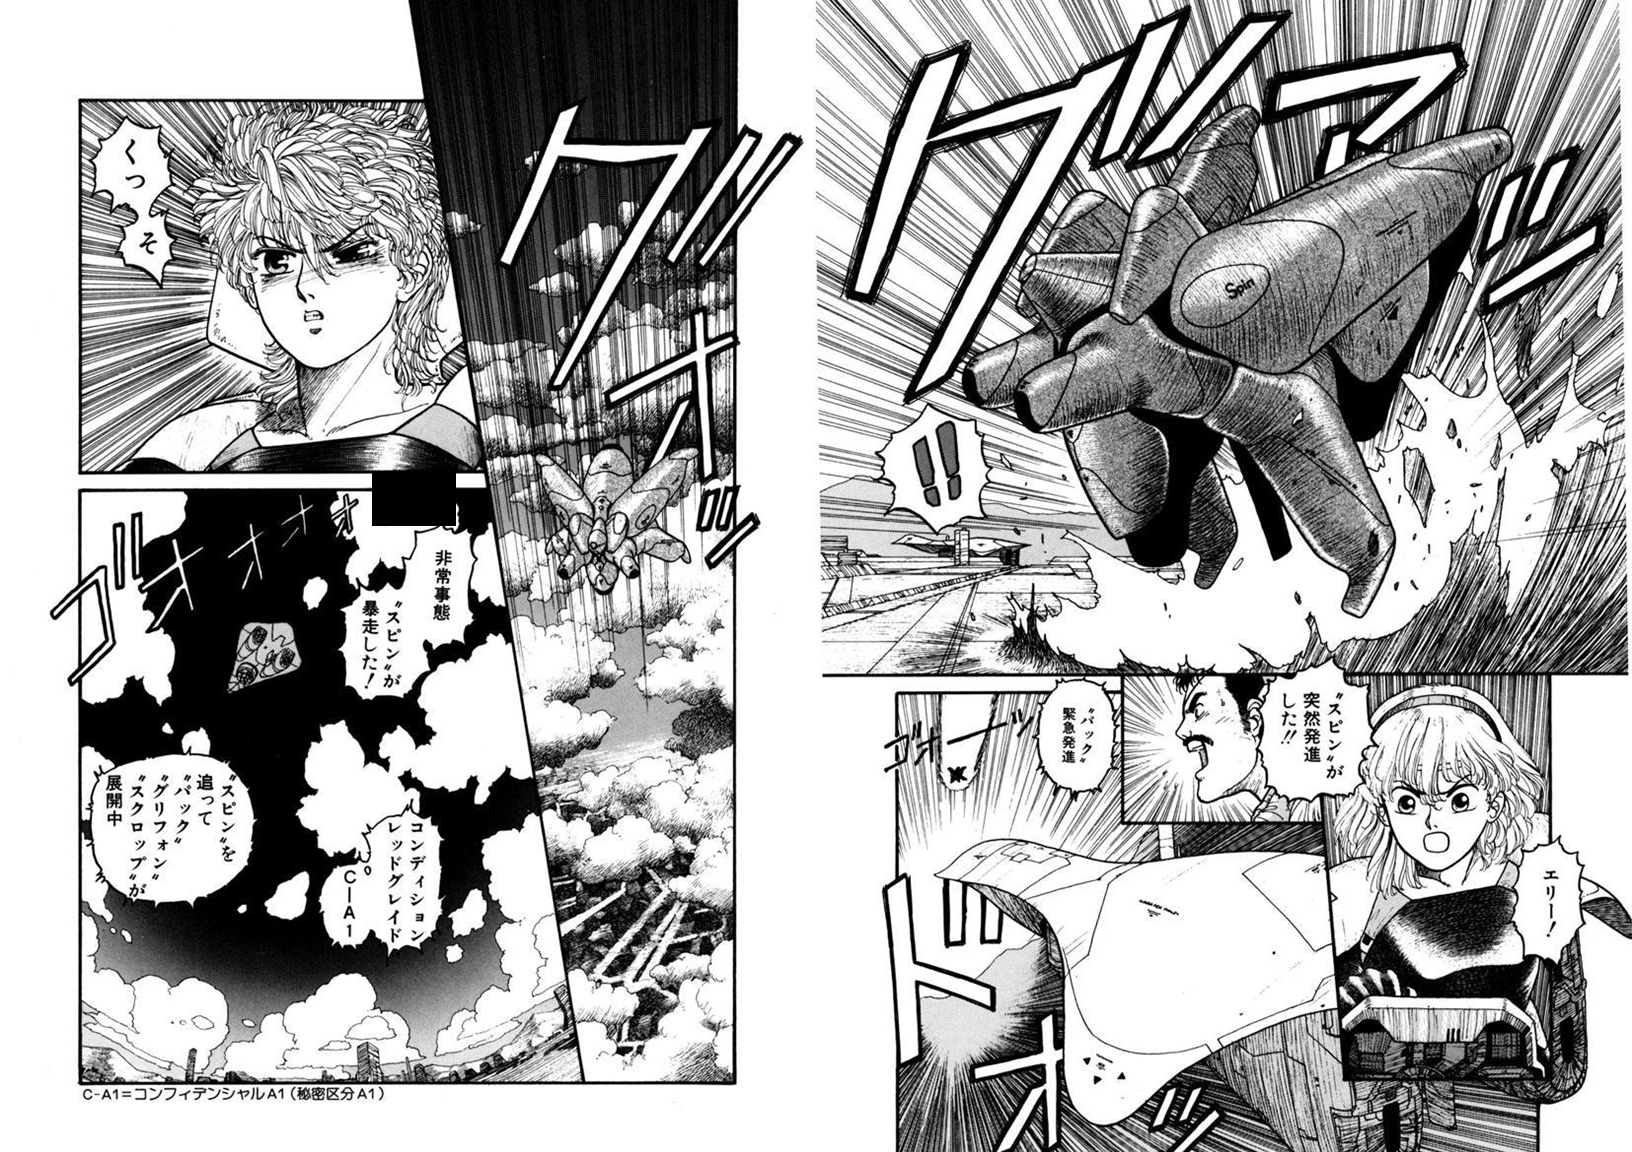 グァァ
ッ
Spin
!!
〝スピン〟が
突然発進
した!!
〝パック〟
緊急発進
ゴォーッ
エリー!
ドォッ
グオオッ
くっそ
非常事態
〝スピン〟が
暴走した!
ゴオオオオ
コンディション
レッドグレイド
C—A1
〝スピン〟を
追って
〝パック〟
〝グリフォン〟
〝スクロップ〟が
展開中
C-A1=コンフィデンシャルA1(秘密区分A1)